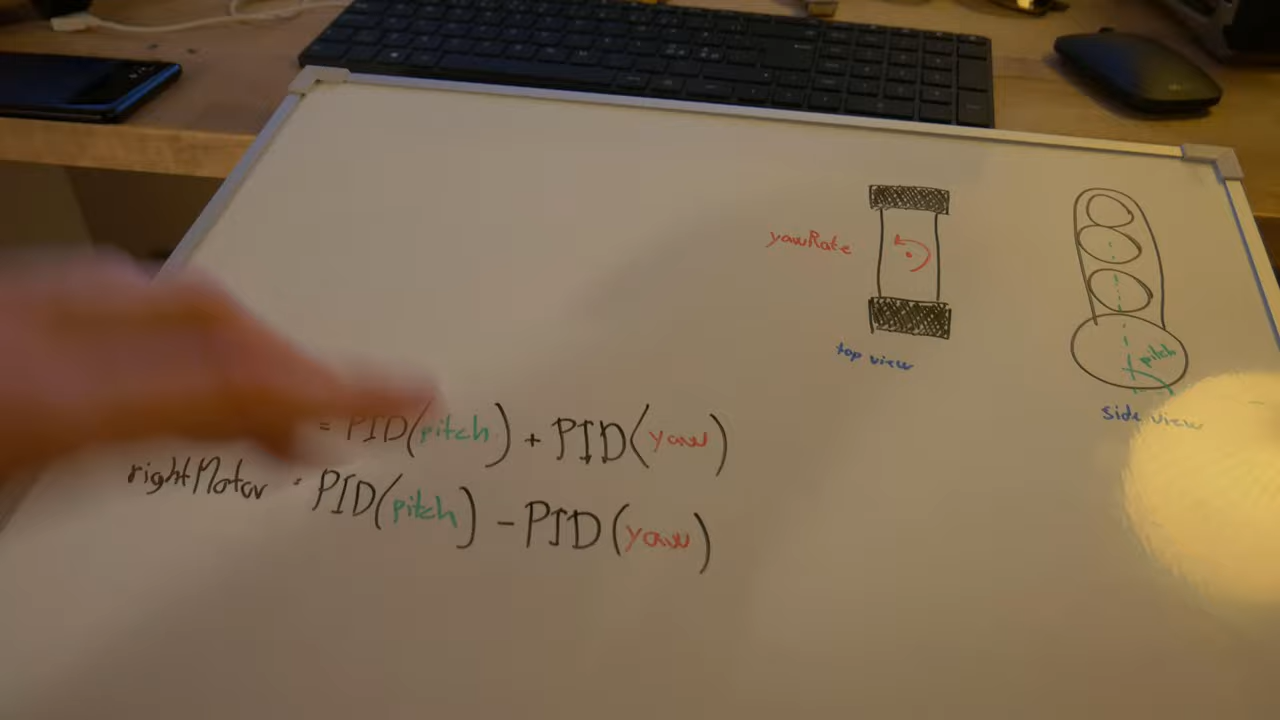 yawRate
top view
pitch
side view
= PID(pitch) + PID(yaw)
rightMotor = PID(pitch) - PID(yaw)